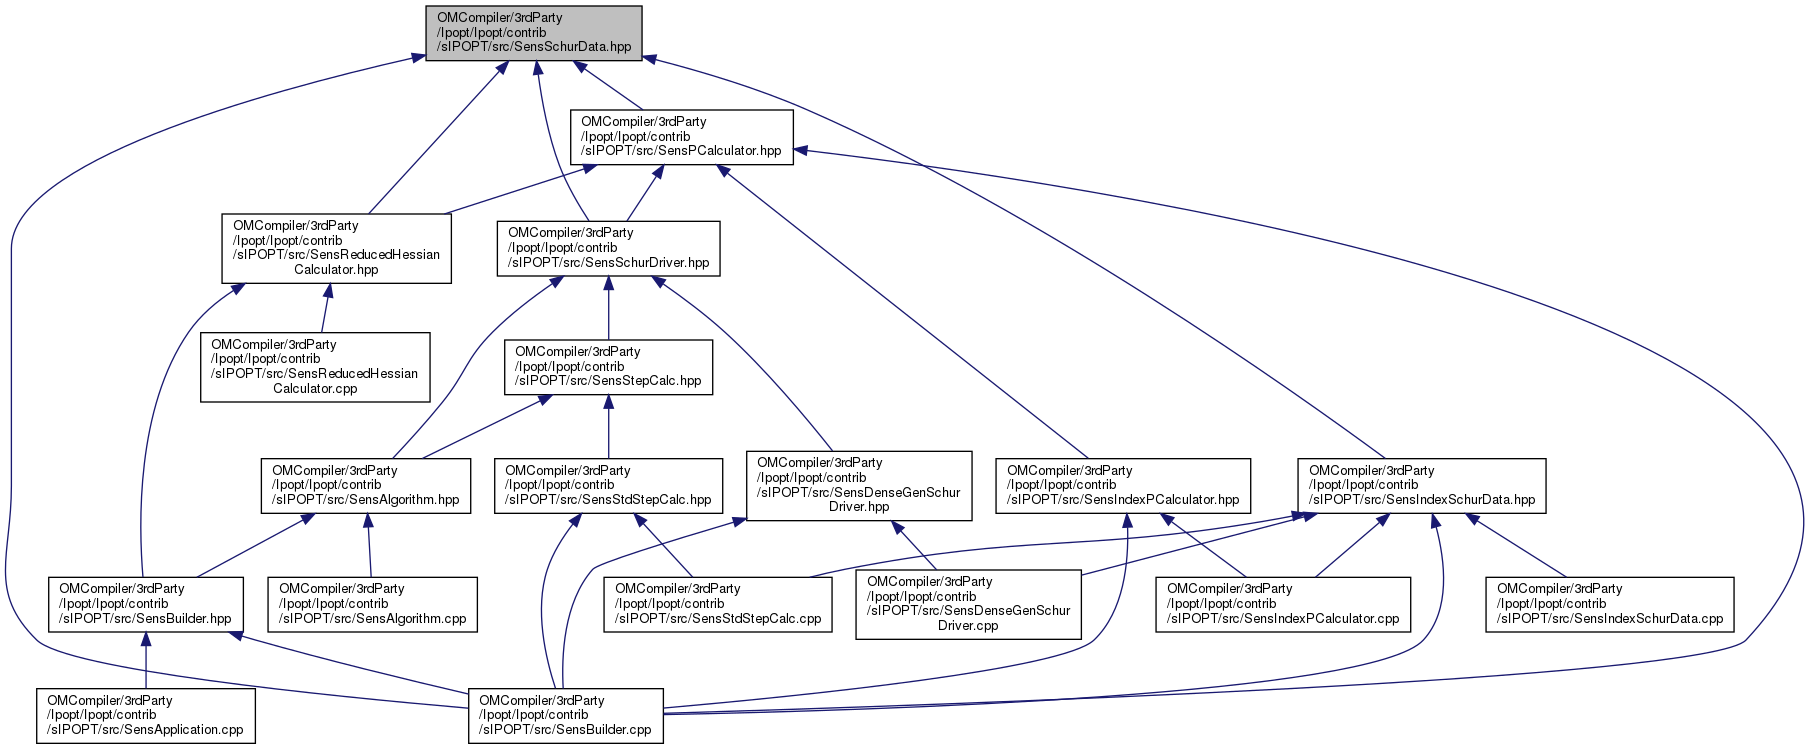 OMCompiler/3rdParty
/Ipopt/Ipopt/contrib
/sIPOPT/src/SensSchurData.hpp
OMCompiler/3rdParty
/Ipopt/Ipopt/contrib
/sIPOPT/src/SensPCalculator.hpp
OMCompiler/3rdParty
/Ipopt/Ipopt/contrib
/sIPOPT/src/SensReducedHessian
Calculator.hpp
OMCompiler/3rdParty
/Ipopt/Ipopt/contrib
/sIPOPT/src/SensSchurDriver.hpp
OMCompiler/3rdParty
/Ipopt/Ipopt/contrib
/sIPOPT/src/SensReducedHessian
Calculator.cpp
OMCompiler/3rdParty
/Ipopt/Ipopt/contrib
/sIPOPT/src/SensStepCalc.hpp
OMCompiler/3rdParty
/Ipopt/Ipopt/contrib
/sIPOPT/src/SensAlgorithm.hpp
OMCompiler/3rdParty
/Ipopt/Ipopt/contrib
/sIPOPT/src/SensStdStepCalc.hpp
OMCompiler/3rdParty
/Ipopt/Ipopt/contrib
/sIPOPT/src/SensDenseGenSchur
Driver.hpp
OMCompiler/3rdParty
/Ipopt/Ipopt/contrib
/sIPOPT/src/SensIndexPCalculator.hpp
OMCompiler/3rdParty
/Ipopt/Ipopt/contrib
/sIPOPT/src/SensIndexSchurData.hpp
OMCompiler/3rdParty
/Ipopt/Ipopt/contrib
/sIPOPT/src/SensBuilder.hpp
OMCompiler/3rdParty
/Ipopt/Ipopt/contrib
/sIPOPT/src/SensAlgorithm.cpp
OMCompiler/3rdParty
/Ipopt/Ipopt/contrib
/sIPOPT/src/SensStdStepCalc.cpp
OMCompiler/3rdParty
/Ipopt/Ipopt/contrib
/sIPOPT/src/SensDenseGenSchur
Driver.cpp
OMCompiler/3rdParty
/Ipopt/Ipopt/contrib
/sIPOPT/src/SensIndexPCalculator.cpp
OMCompiler/3rdParty
/Ipopt/Ipopt/contrib
/sIPOPT/src/SensIndexSchurData.cpp
OMCompiler/3rdParty
/Ipopt/Ipopt/contrib
/sIPOPT/src/SensApplication.cpp
OMCompiler/3rdParty
/Ipopt/Ipopt/contrib
/sIPOPT/src/SensBuilder.cpp